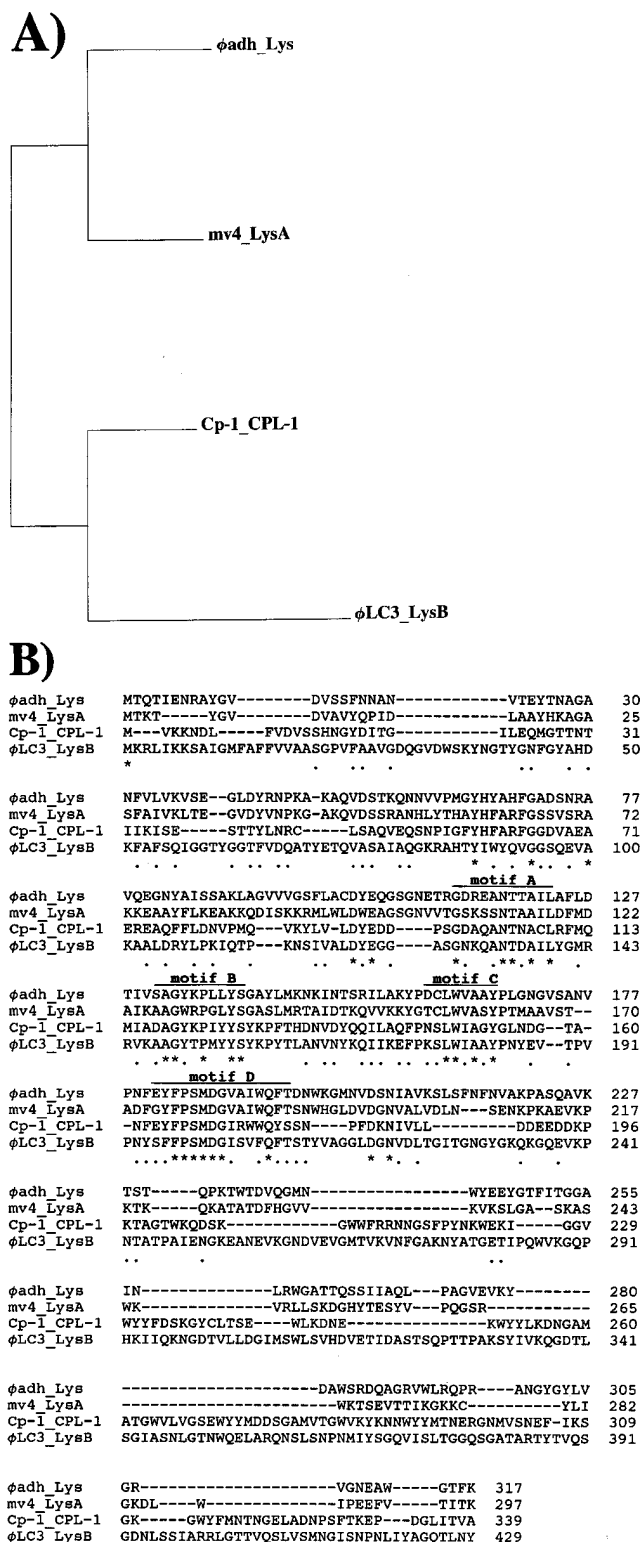 A)
φadh_Lys
mv4_LysA
Cp-1_CPL-1
φLC3_LysB
B)
φadh_Lys MTQTIENRAYGV--------DVSSFNNAN------------VTEYTNAGA 30
mv4_LysA MTKT-----YGV--------DVAVYQPID------------LAAYHKAGA 25
Cp-1_CPL-1 M---VKKNDL------FVDVSSHNGYDITG----------ILEQMGTTNT 31
φLC3_LysB MKRLIKKSAIGMFAFFVVAASGPVFAAVGDQGVDWSKYNGTYGNFGYAHD 50
* . . . . . . . .
φadh_Lys NFVLVKVSE---GLDYRNPKA-KAQVDSTKQNNVVPMGYHYAHFGADSNRA 77
mv4_LysA SFAIVKLTE---GVDYVNPKG-AKQVDSSRANHLYTHAYHFARFGSSVSRA 72
Cp-1_CPL-1 IIKISE-----STTYLNRC----LSAQVEQSNPIGFYHFARFGGDVAEA 71
φLC3_LysB KFAFSQIGGTYGGTFVDQATYETQVASAIAQGKRAHTYIWYQVGGSQEVA 100
motif A
φadh_Lys VQEGNYAISSAKLAGVVVGSFLACDYEQGSGNETRGDREANTTAILAFLD 127
mv4_LysA KKEAAYFLKEAKKQDISKKRMLWLDWEAGSGNVVTGSKSSNTAAILDFMD 122
Cp-1_CPL-1 EREAQFFLDNVPMQ---VKYLVL-DYEDD---PSGDAQANTNACLRFMQ 113
φLC3_LysB KAALDRYLPKIQTP----KNSIVALDYEGG----ASGNKQANTDAILYGMR 143
motif B motif C
φadh_Lys TIVSAGYKPLLYSGAYLMKNKINTSRILAKYPDCLWVAAYPLGNGVSANV 177
mv4_LysA AIKAAGWRPGLYSGASLMRTAIDTKQVVKKYGTCLWVASYPTMAAVST-- 170
Cp-1_CPL-1 MIADAGYKPIYYSYKPFTHDNVDYQQILAQFPNSLWIAGYGLNDG--TA- 160
φLC3_LysB RVKAAGYTPMYYSYKPYTLANVNYKQIIKEFPKSLWIAAYPNYEV--TPV 191
motif D
φadh_Lys PNFEYFPSMDGVAIWQFTDNWKGMNVDSNIAVKSLSFNFNVAKPASQAVK 227
mv4_LysA ADFGYFPSMDGVAIWQFTSNWHGLDVDGNVALVDLN---SENKPKAEVKP 217
Cp-1_CPL-1 -NFEYFPSMDGIRWWQYSSN---PFDKNIVLL------DDEEDDKP 196
φLC3_LysB PNYSFFPSMDGISVFQFTSTYVAGGLDGNVDLTGITGNGYGKQKGQEVKP 241
φadh_Lys TST-----QPKTWTDVQGMN---------------WYEEYGTFITGGA 255
mv4_LysA KTK-----QKATATDFHGVV---------------KVKSLGA--SKAS 243
Cp-1_CPL-1 KTAGTWKQDSK--------GWWFRRNNGSFPYNKWEKI----GGV 229
φLC3_LysB NTATPAIENGKEANEVKGNDVEVGMTVKVNFGAKNYATGETIPQWVKGQP 291
φadh_Lys IN-------------LRWGATTQSSIIAQL---PAGVEVKY-------- 280
mv4_LysA WK-------------VRLLSKDGHYTESYV---PQGSR----------- 265
Cp-1_CPL-1 WYYFDSKGYCLTSE----WLKDNE-----------KWYYLKDNGAM 260
φLC3_LysB HKIIQKNGDTVLLDGIMSWLSVHDVETIDASTSQPTTPAKSYIVKQGDTL 341
φadh_Lys --------------------DAWSRDQAGRVWLRQPR----ANGYGYLV 305
mv4_LysA --------------------WKTSEVTTIKGKKC---------YLI 282
Cp-1_CPL-1 ATGWVLVGSEWYYMDDSGAMVTGWVKYKNNWYYMTNERGNMVSNEF-IKS 309
φLC3_LysB SGIASNLGTNWQELARQNSLSNPNMIYSGQVISLTGGQSGATARTYTVQS 391
φadh_Lys GR-------------------VGNEAW-----GTFK 317
mv4_LysA GKDL----W------------IPEEFV-----TITK 297
Cp-1_CPL-1 GK----GWYFMNTNGELADNPSFTKEP---DGLITVA 339
φLC3_LysB GDNLSSIARRLGTTVQSLVSMNGISNPNLIYAGQTLNY 429